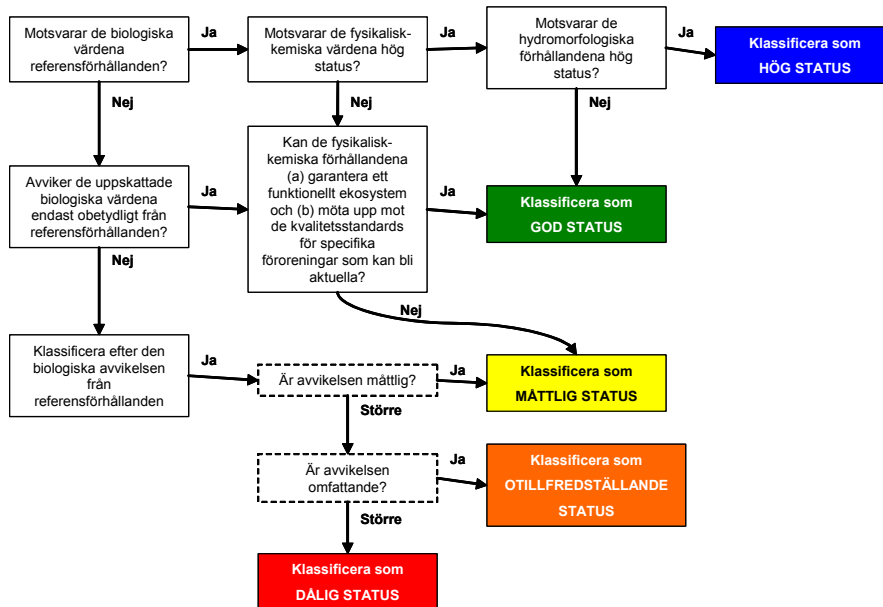 Motsvarar de biologiska
värdena
referensförhållanden?
Ja
Motsvarar de fysikalisk-
kemiska värdena hög
status?
Ja
Motsvarar de
hydromorfologiska
förhållandena hög
status?
Ja
Klassificera som
HÖG STATUS
Nej
Nej
Nej
Avviker de uppskattade
biologiska värdena
endast obetydligt från
referensförhållanden?
Ja
Kan de fysikalisk-
kemiska förhållandena
(a) garantera ett
funktionellt ekosystem
och (b) möta upp mot
de kvalitetsstandards
för specifika
föroreningar som kan bli
aktuella?
Ja
Klassificera som
GOD STATUS
Nej
Nej
Klassificera efter den
biologiska avvikelsen
från
referensförhållanden
Ja
Är avvikelsen måttlig?
Ja
Klassificera som
MÅTTLIG STATUS
Större
Är avvikelsen
omfattande?
Ja
Klassificera som
OTILLFREDSTÄLLANDE
STATUS
Större
Klassificera som
DÅLIG STATUS